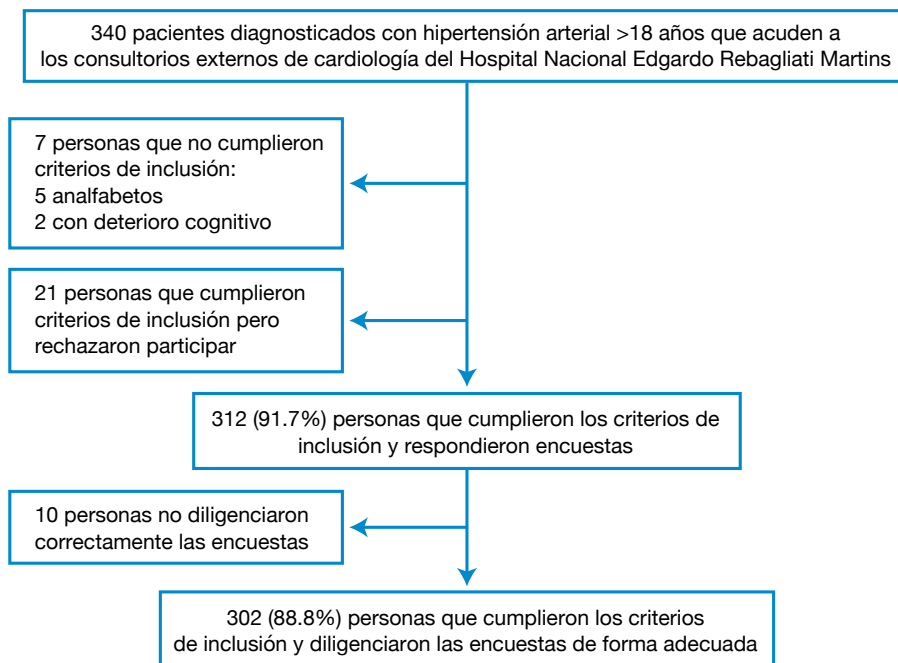 340 pacientes diagnosticados con hipertensión arterial >18 años que acuden a
los consultorios externos de cardiología del Hospital Nacional Edgardo Rebagliati Martins
7 personas que no cumplieron
criterios de inclusión:
5 analfabetos
2 con deterioro cognitivo
21 personas que cumplieron
criterios de inclusión pero
rechazaron participar
312 (91.7%) personas que cumplieron los criterios de
inclusión y respondieron encuestas
10 personas no diligenciaron
correctamente las encuestas
302 (88.8%) personas que cumplieron los criterios
de inclusión y diligenciaron las encuestas de forma adecuada